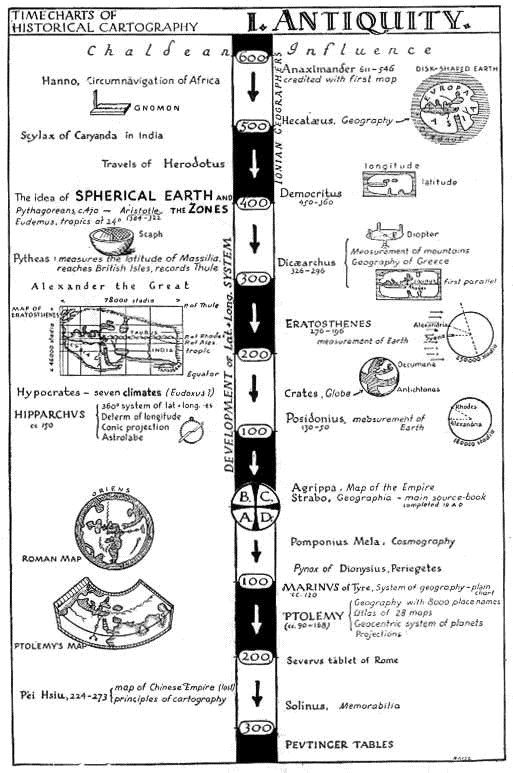 TIMECHARTS OF
HISTORICAL CARTOGRAPHY
I. ANTIQUITY.
Chaldean Influence
600
Hanno, Circumnavigation of Africa
GNOMON
500
Scylax of Caryanda in India
Travels of Herodotus
400
The idea of SPHERICAL EARTH AND
Pythagoreans, c.420 – Aristotle THE ZONES
384-322
Eudemus, tropics at 24°
Scaph
Pytheas: measures the latitude of Massilia,
reaches British Isles, records Thule
300
Alexander the Great
78000 stadia
MAP OF
ERATOSTHENES
pl of Thule
TAURUS
pl of Rhodes
pl of Alex.
tropic
INDIA
Equator
200
Hypocrates – seven climates (Eudoxus?)
HIPPARCHUS
cc 150
360° system of lat + long.
Determ of longitude
Conic projection
Astrolabe
100
B.C.
A.D.
ORIENS
ROMAN MAP
100
PTOLEMY'S MAP
200
Pei Hsiu, 224-273
map of Chinese Empire (lost)
principles of cartography
300
IONIAN GEOGRAPHERS
DEVELOPMENT of Lat + Long. SYSTEM
Anaximander 611-546
credited with first map
DISK-SHAPED EARTH
EUROPA
ASIA
Hecatæus, Geography
longitude
latitude
Democritus
450-360
Diopter
Dicæarchus
326-296
Measurement of mountains
Geography of Greece
first parallel
ERATOSTHENES
276-196
measurement of Earth
Alexandria
Syene
250000 stadia
Oecumene
Antichtones
Crates, Globe
Posidonius, measurement of
130-50
Earth
Rhodes
Alexandria
180000 stadia
Agrippa, Map of the Empire
Strabo, Geographia – main source-book
completed 19 A.D
Pomponius Mela, Cosmography
Pynax of Dionysius, Periegetes
MARINVS of Tyre, System of geography – plain
cc. 120
chart
PTOLEMY
(cc. 90-168)
Geography with 8000 place names
Atlas of 28 maps
Geocentric system of planets
Projections
Severus tablet of Rome
Solinus, Memorabilia
PEVTINGER TABLES